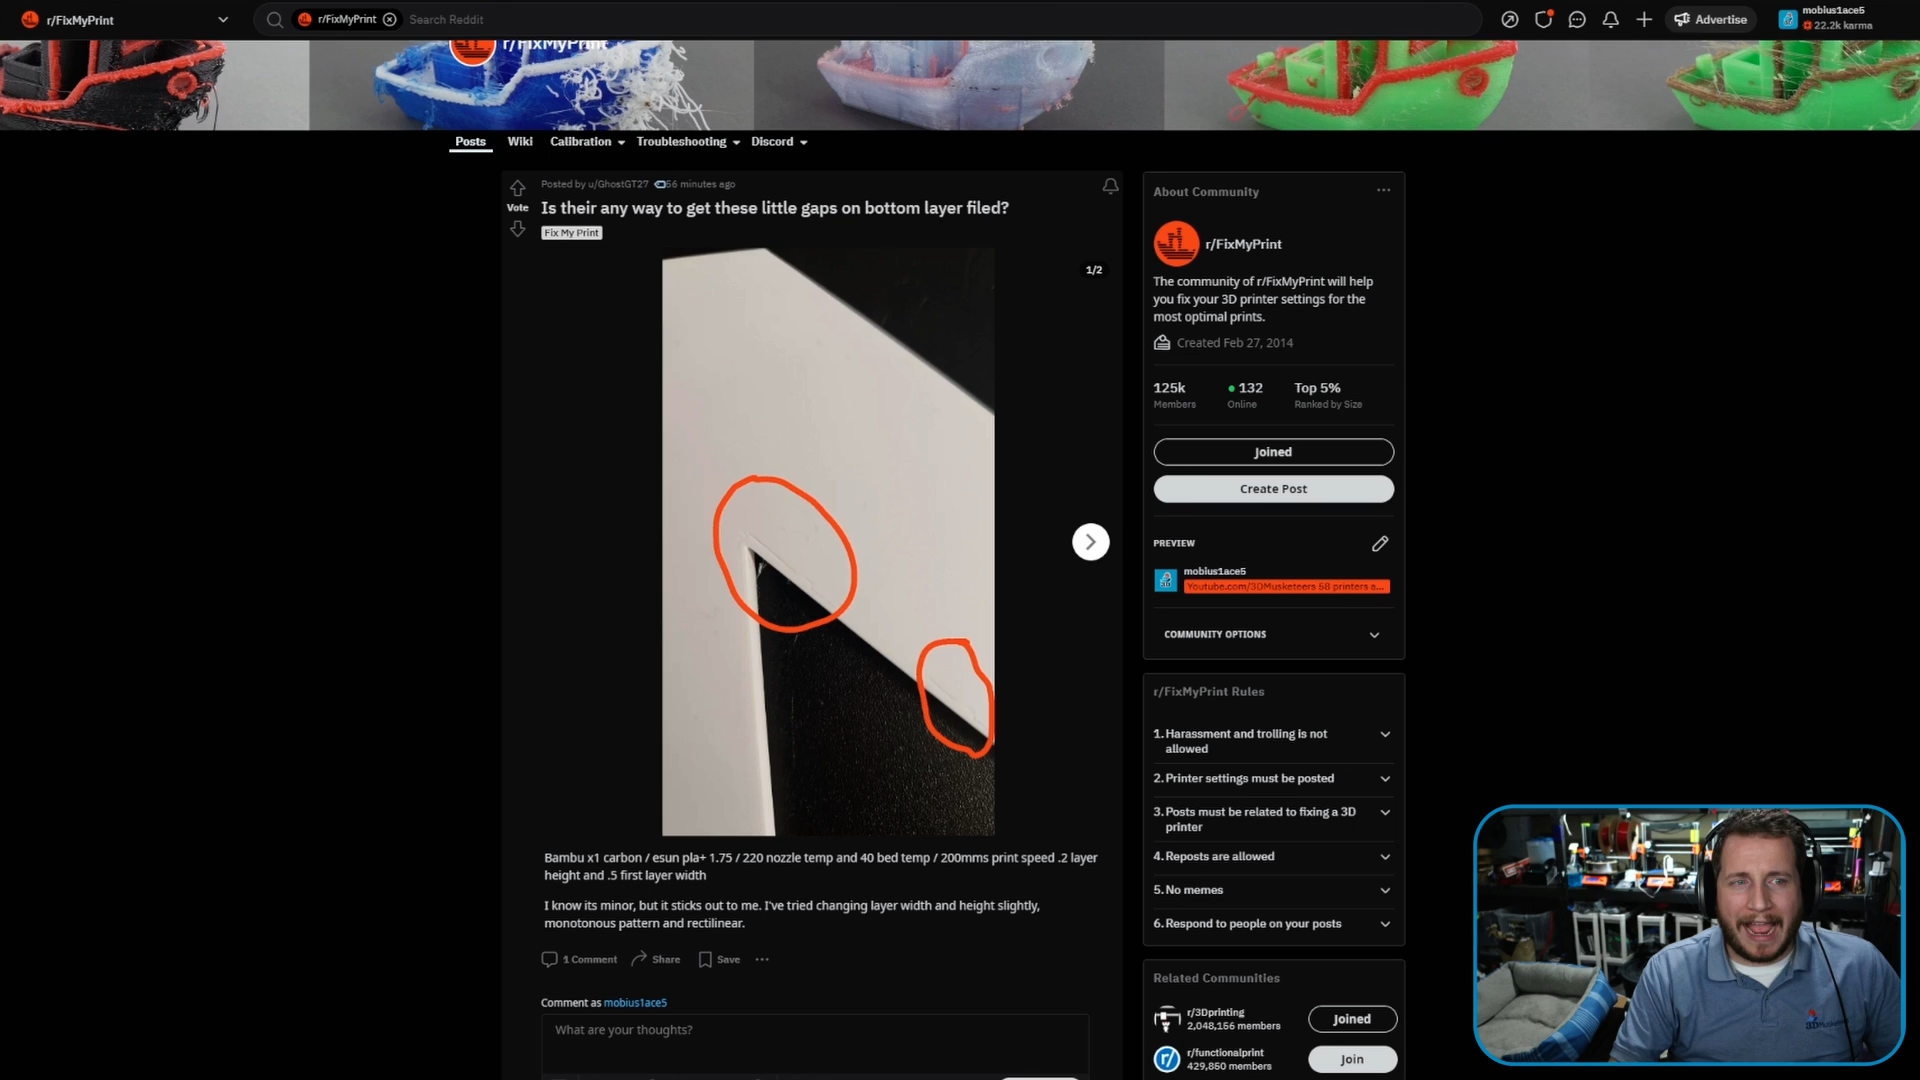 r/FixMyPrint
r/FixMyPrint
Search Reddit
Advertise
mobius1ace5
22.2k karma
r/FixMyPrint
Posts
Wiki
Calibration
Troubleshooting
Discord
Posted by u/GhostGT27 56 minutes ago
Vote
Is their any way to get these little gaps on bottom layer filed?
Fix My Print
1/2
Bambu x1 carbon / esun pla+ 1.75 / 220 nozzle temp and 40 bed temp / 200mms print speed .2 layer
height and .5 first layer width
I know its minor, but it sticks out to me. I've tried changing layer width and height slightly,
monotonous pattern and rectilinear.
1 Comment
Share
Save
Comment as mobius1ace5
What are your thoughts?
About Community
r/FixMyPrint
The community of r/FixMyPrint will help
you fix your 3D printer settings for the
most optimal prints.
Created Feb 27, 2014
125k
132
Top 5%
Members
Online
Ranked by Size
Joined
Create Post
PREVIEW
mobius1ace5
Youtube.com/3DMusketeers 58 printers a...
COMMUNITY OPTIONS
r/FixMyPrint Rules
1. Harassment and trolling is not
allowed
2. Printer settings must be posted
3. Posts must be related to fixing a 3D
printer
4. Reposts are allowed
5. No memes
6. Respond to people on your posts
Related Communities
r/3Dprinting
2,048,156 members
Joined
r/functionalprint
429,850 members
Join